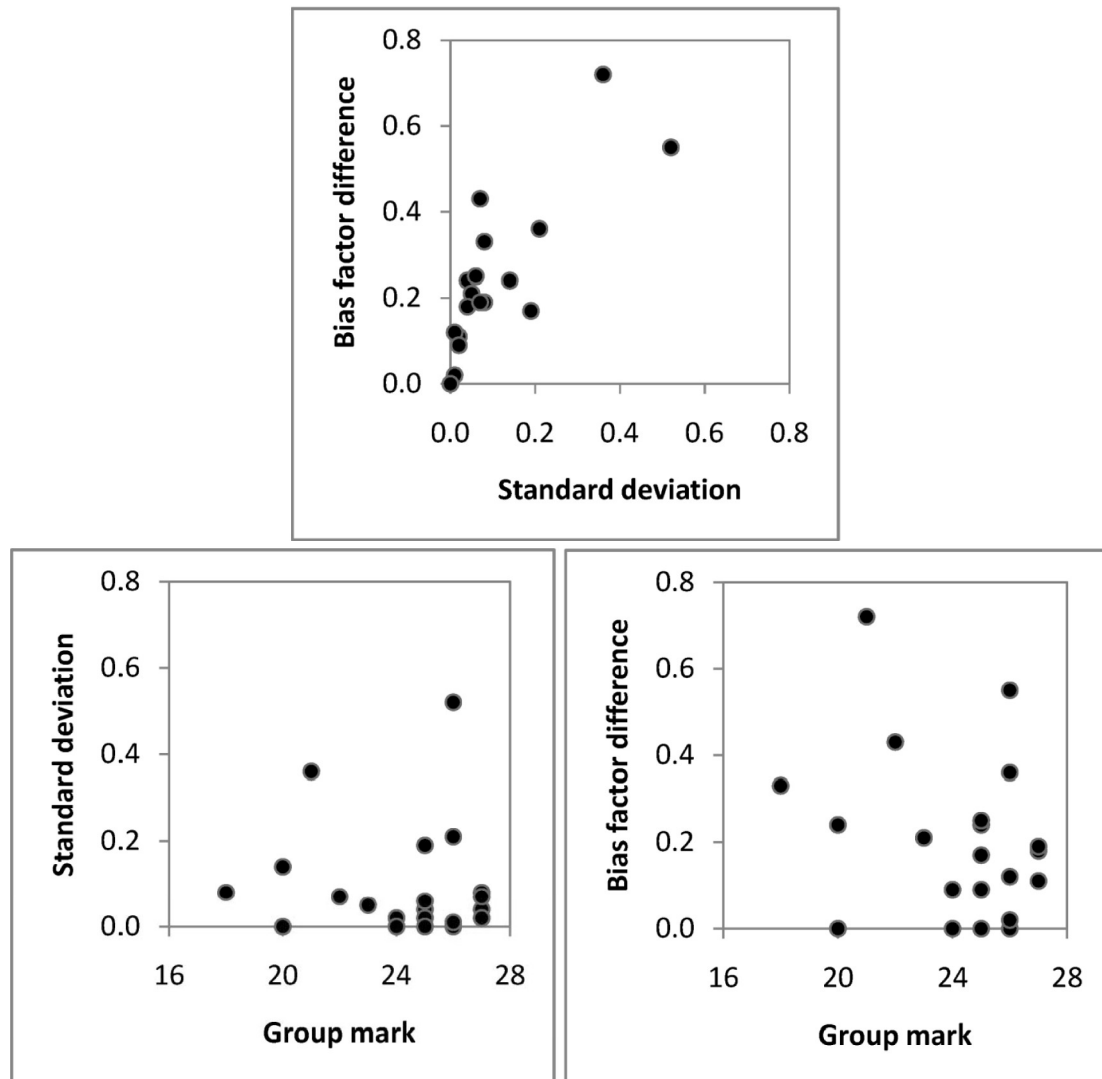 0.8
0.6
0.4
0.2
0.0
Bias factor difference
0.0 0.2 0.4 0.6 0.8
Standard deviation
0.8
0.6
0.4
0.2
0.0
Standard deviation
16 20 24 28
Group mark
0.8
0.6
0.4
0.2
0.0
Bias factor difference
16 20 24 28
Group mark